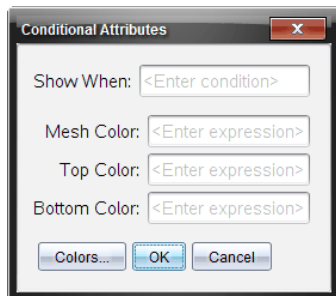 Conditional Attributes
Show When: <Enter condition>
Mesh Color: <Enter expression>
Top Color: <Enter expression>
Bottom Color: <Enter expression>
Colors... OK Cancel